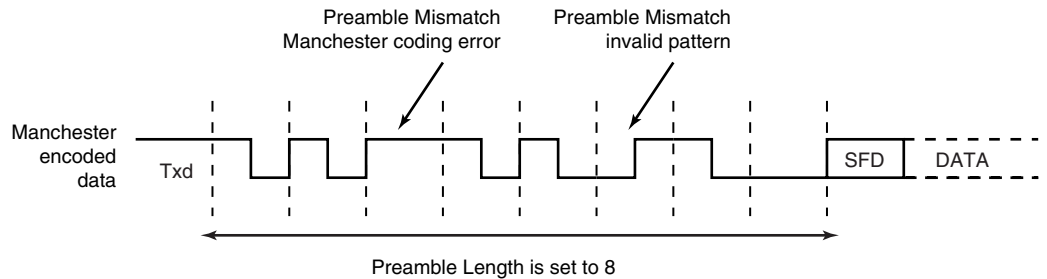 Preamble Mismatch
Manchester coding error
Preamble Mismatch
invalid pattern
Manchester
encoded
data
Txd
SFD
DATA
Preamble Length is set to 8